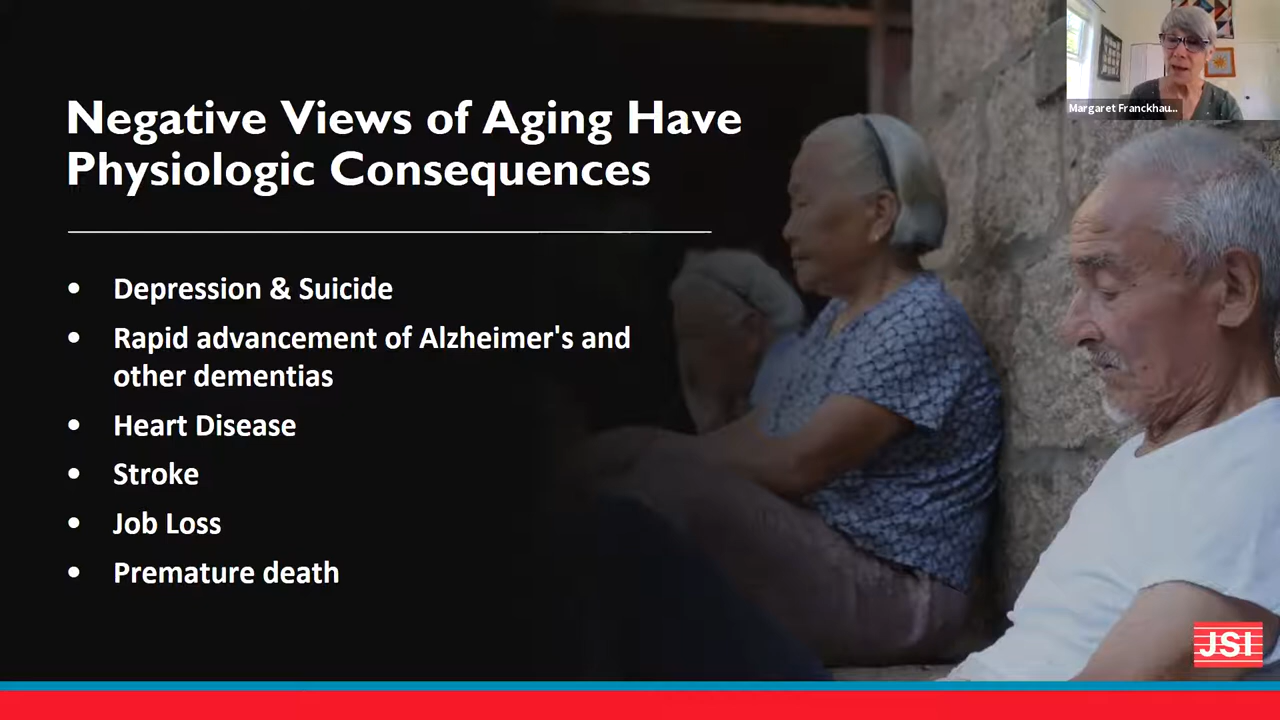 Negative Views of Aging Have
Physiologic Consequences
• Depression & Suicide
• Rapid advancement of Alzheimer's and
other dementias
• Heart Disease
• Stroke
• Job Loss
• Premature death
Margaret Franckhau...
JSI